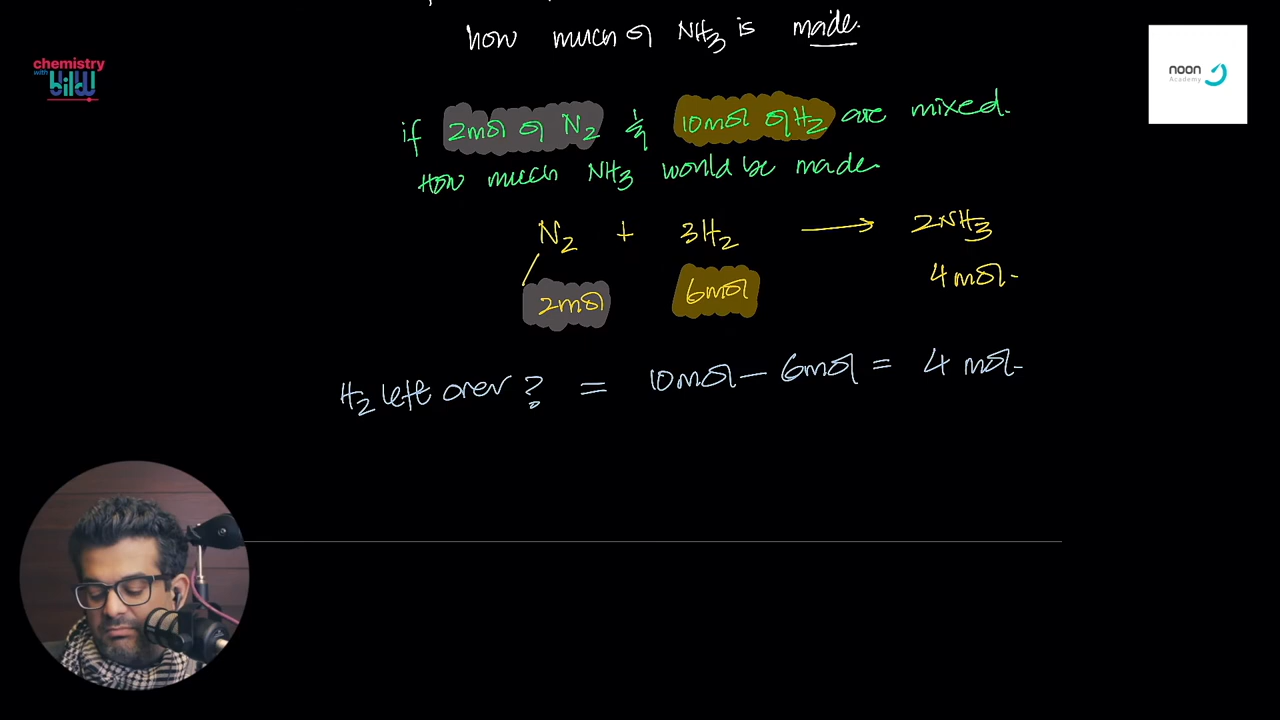 how much of NH3 is made.
chemistry
with
bilal
noon
Academy
if 2mol of N2 & 10mol of H2 are mixed.
How much NH3 would be made.
N2 + 3H2 → 2NH3
2mol 6mol 4mol.
H2 left over? = 10mol – 6mol = 4 mol.